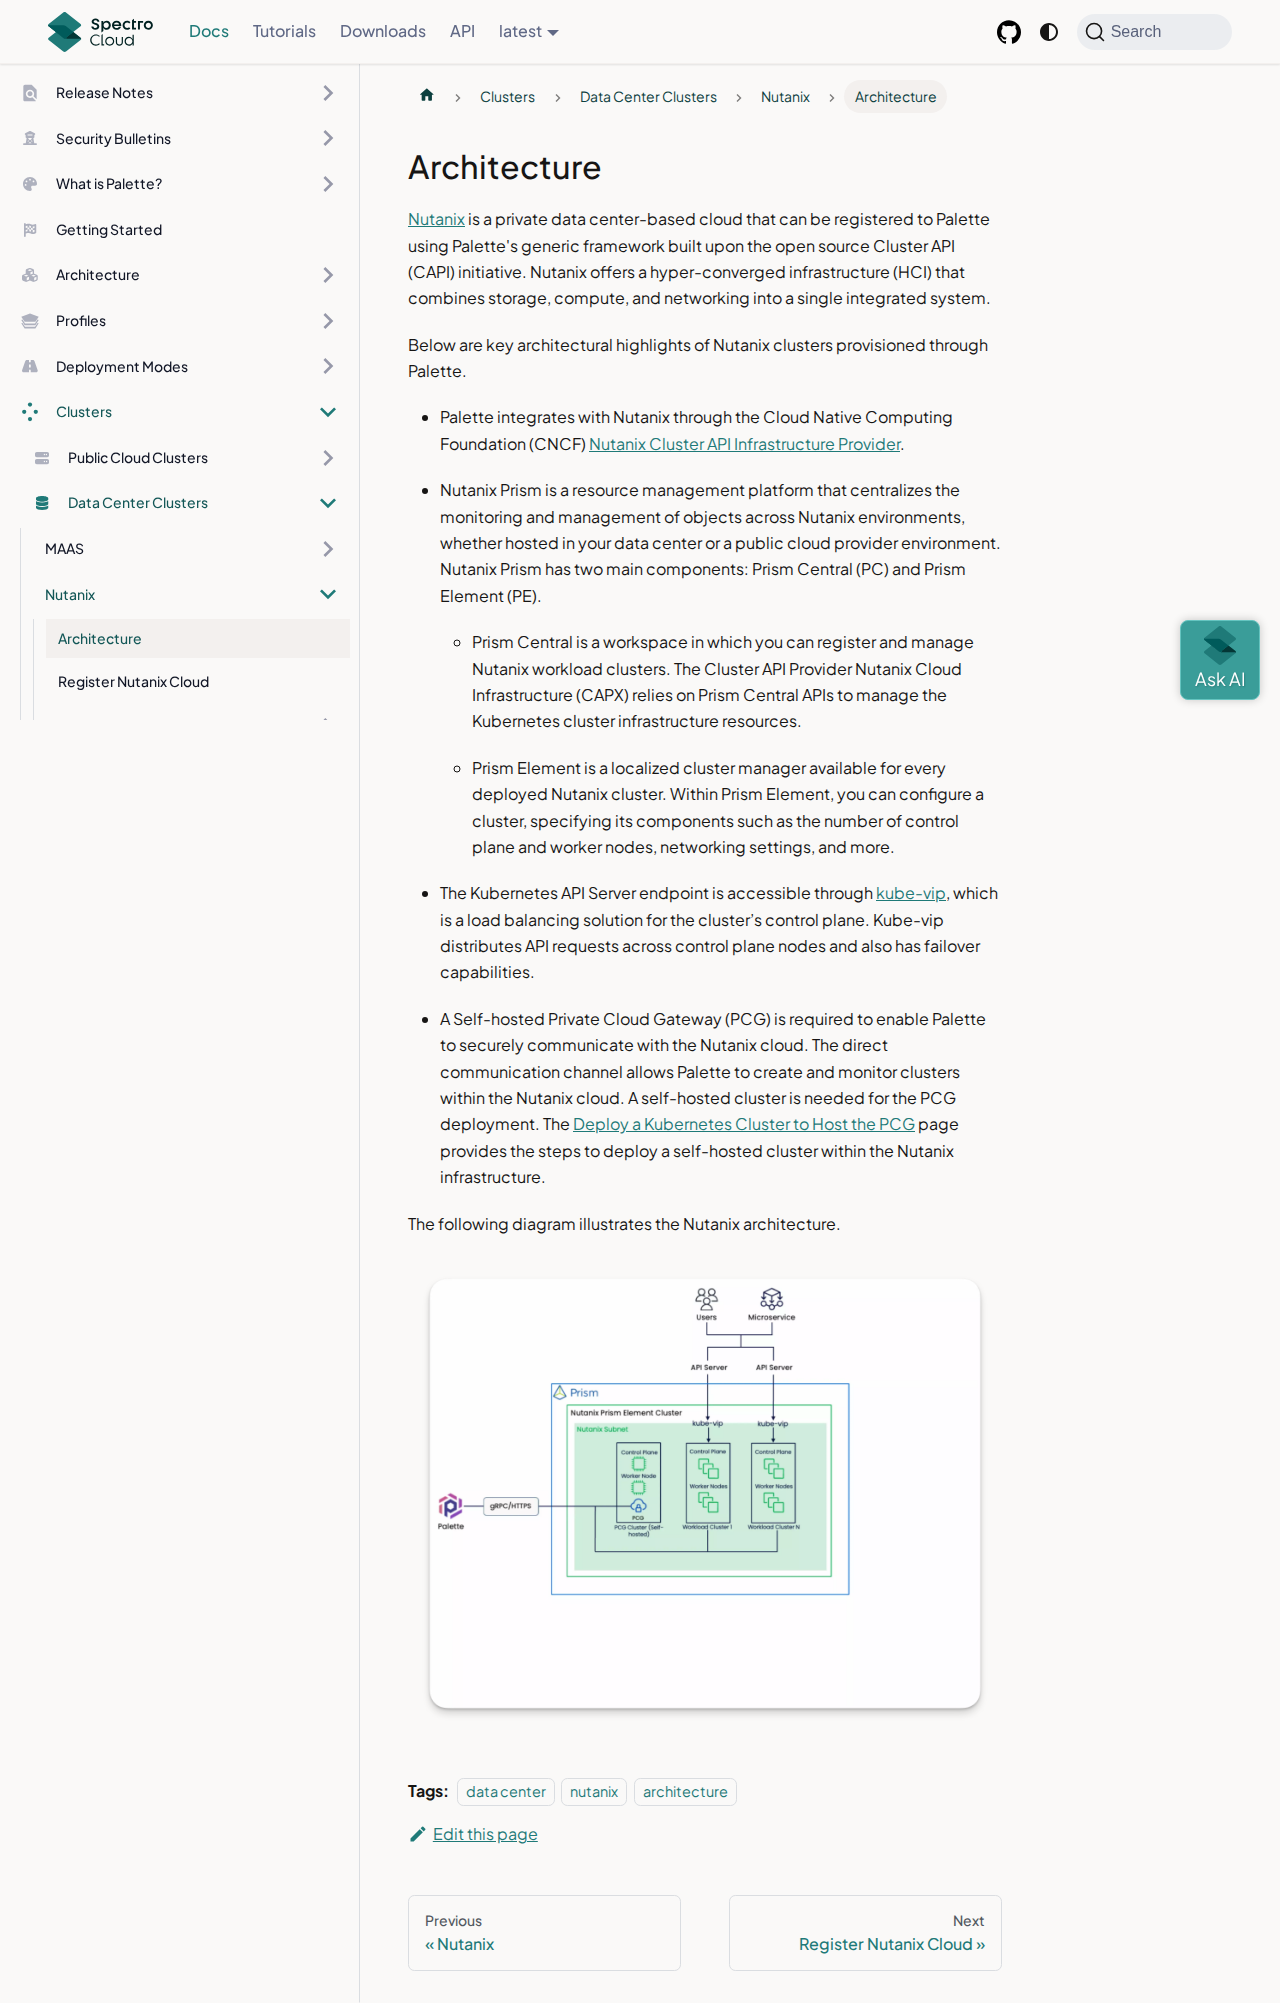 Spectro Cloud
Docs
Tutorials
Downloads
API
latest
Search
Release Notes
Security Bulletins
What is Palette?
Getting Started
Architecture
Profiles
Deployment Modes
Clusters
Public Cloud Clusters
Data Center Clusters
MAAS
Nutanix
Architecture
Register Nutanix Cloud
Clusters
Data Center Clusters
Nutanix
Architecture
Architecture
Nutanix is a private data center-based cloud that can be registered to Palette
using Palette's generic framework built upon the open source Cluster API
(CAPI) initiative. Nutanix offers a hyper-converged infrastructure (HCI) that
combines storage, compute, and networking into a single integrated system.
Below are key architectural highlights of Nutanix clusters provisioned through
Palette.
Palette integrates with Nutanix through the Cloud Native Computing
Foundation (CNCF) Nutanix Cluster API Infrastructure Provider.
Nutanix Prism is a resource management platform that centralizes the
monitoring and management of objects across Nutanix environments,
whether hosted in your data center or a public cloud provider environment.
Nutanix Prism has two main components: Prism Central (PC) and Prism
Element (PE).
Prism Central is a workspace in which you can register and manage
Nutanix workload clusters. The Cluster API Provider Nutanix Cloud
Infrastructure (CAPX) relies on Prism Central APIs to manage the
Kubernetes cluster infrastructure resources.
Prism Element is a localized cluster manager available for every
deployed Nutanix cluster. Within Prism Element, you can configure a
cluster, specifying its components such as the number of control
plane and worker nodes, networking settings, and more.
The Kubernetes API Server endpoint is accessible through kube-vip, which
is a load balancing solution for the cluster's control plane. Kube-vip
distributes API requests across control plane nodes and also has failover
capabilities.
A Self-hosted Private Cloud Gateway (PCG) is required to enable Palette
to securely communicate with the Nutanix cloud. The direct
communication channel allows Palette to create and monitor clusters
within the Nutanix cloud. A self-hosted cluster is needed for the PCG
deployment. The Deploy a Kubernetes Cluster to Host the PCG page
provides the steps to deploy a self-hosted cluster within the Nutanix
infrastructure.
The following diagram illustrates the Nutanix architecture.
Users
Microservice
API Server
API Server
Prism
Nutanix Prism Element Cluster
kube-vip
kube-vip
Nutanix Subnet
Control Plane
Control Plane
Control Plane
Worker Node
Worker Nodes
Worker Nodes
gRPC/HTTPS
Palette
PCG
PCG Cluster (Self-
hosted)
Workload Cluster 1
Workload Cluster N
Ask AI
Tags:
data center
nutanix
architecture
Edit this page
Previous
« Nutanix
Next
Register Nutanix Cloud »